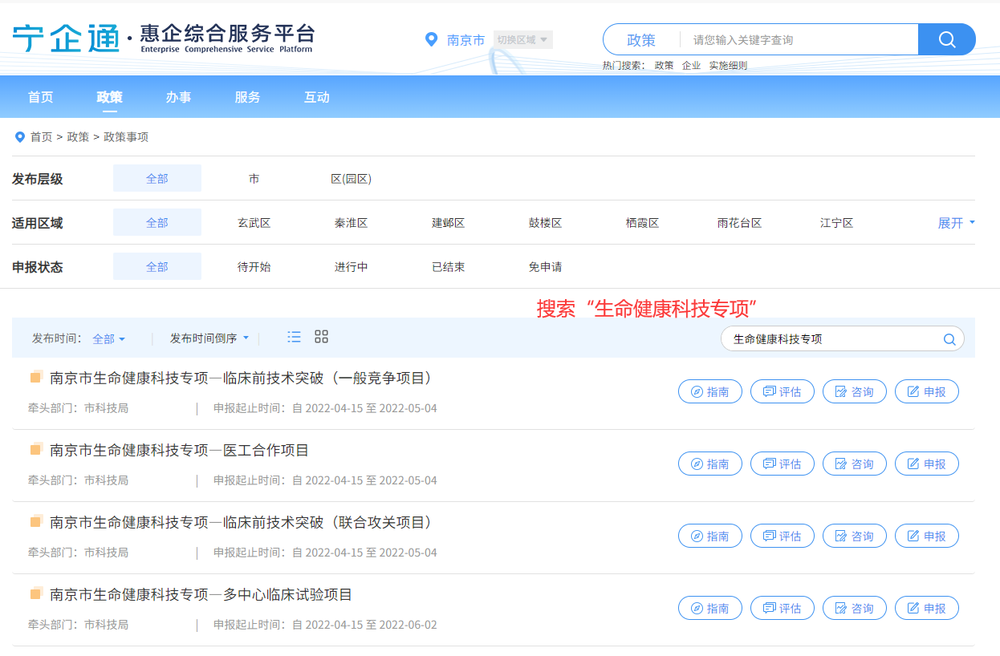 宁企通·惠企综合服务平台
Enterprise Comprehensive Service Platform
南京市 切换区域
政策 请您输入关键字查询
热门搜索： 政策 企业 实施细则
首页 政策 办事 服务 互动
首页 > 政策 > 政策事项
发布层级 全部 市 区(园区)
适用区域 全部 玄武区 秦淮区 建邺区 鼓楼区 栖霞区 雨花台区 江宁区 展开
申报状态 全部 待开始 进行中 已结束 免申请
搜索“生命健康科技专项”
发布时间： 全部 发布时间倒序 生命健康科技专项
南京市生命健康科技专项—临床前技术突破（一般竞争项目）
牵头部门：市科技局 申报起止时间：自 2022-04-15 至 2022-05-04
指南 评估 咨询 申报
南京市生命健康科技专项—医工合作项目
牵头部门：市科技局 申报起止时间：自 2022-04-15 至 2022-05-04
指南 评估 咨询 申报
南京市生命健康科技专项—临床前技术突破（联合攻关项目）
牵头部门：市科技局 申报起止时间：自 2022-04-15 至 2022-05-04
指南 评估 咨询 申报
南京市生命健康科技专项—多中心临床试验项目
牵头部门：市科技局 申报起止时间：自 2022-04-15 至 2022-06-02
指南 评估 咨询 申报